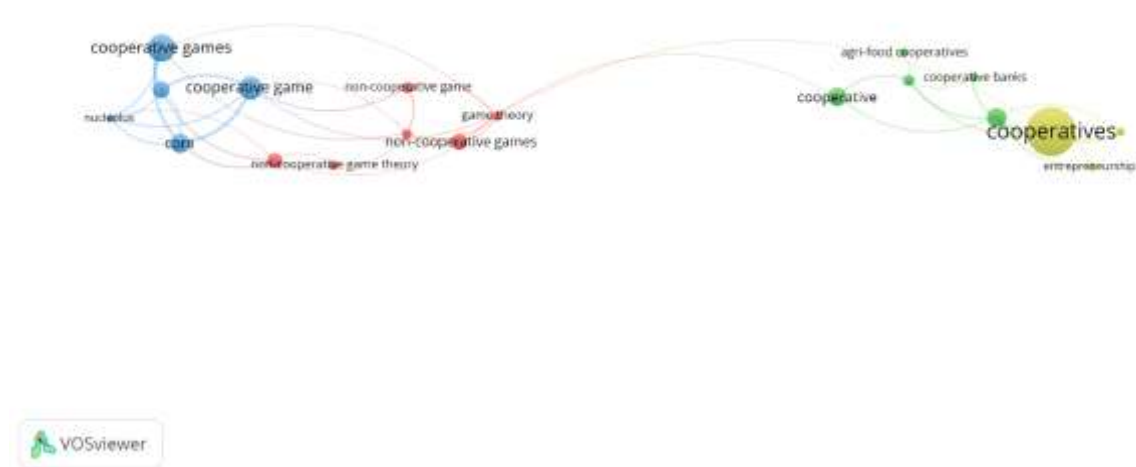 cooperative games
cooperative game
nucleolus
core
non-cooperative game
game theory
non-cooperative games
non-cooperative game theory
agri-food cooperatives
cooperative banks
cooperative
cooperatives
entrepreneurship
VOSviewer